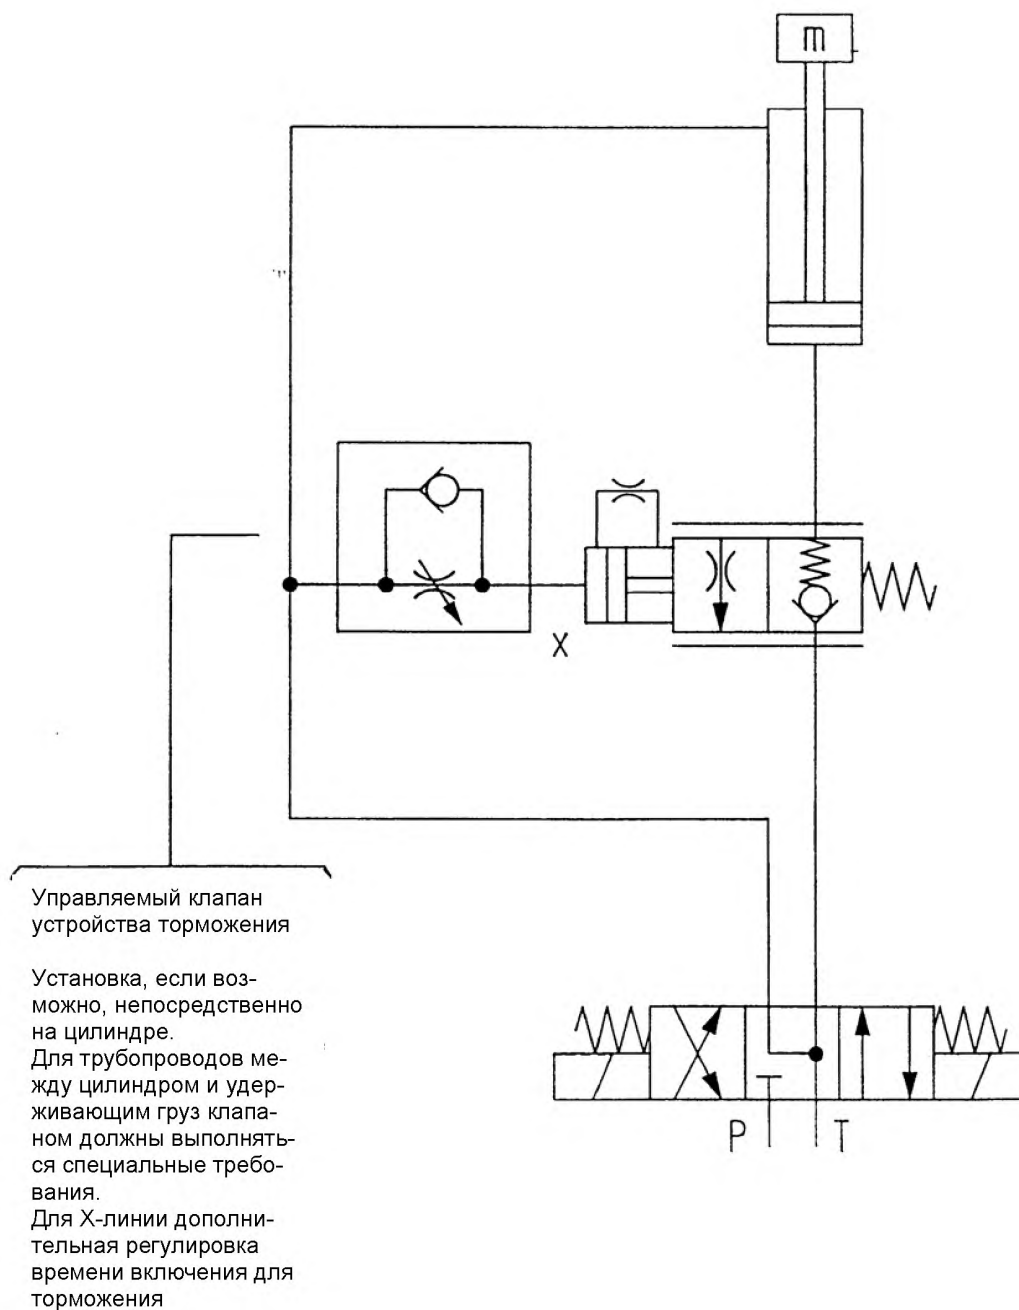 m
X
Управляемый клапан
устройства торможения
Установка, если воз-
можно, непосредственно
на цилиндре.
Для трубопроводов ме-
жду цилиндром и удер-
живающим груз клапа-
ном должны выполнять-
ся специальные требо-
вания.
Для X-линии дополни-
тельная регулировка
времени включения для
торможения
P T